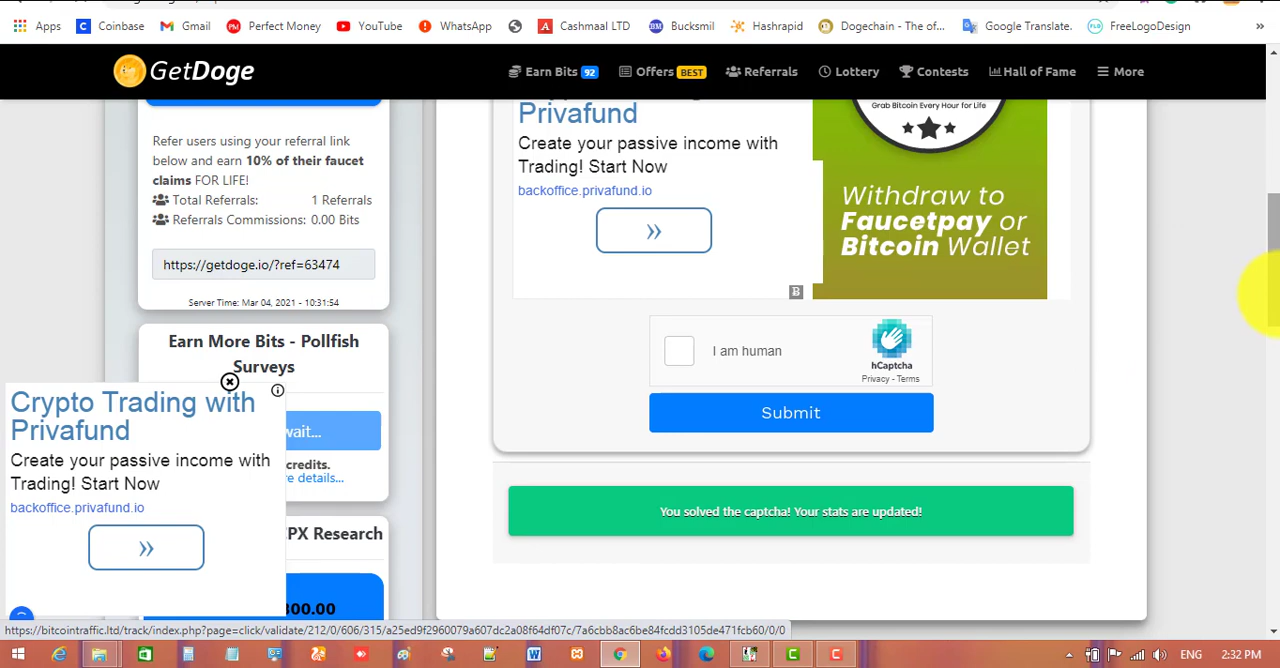 Apps Coinbase Gmail Perfect Money YouTube WhatsApp Cashmaal LTD Bucksmil Hashrapid Dogechain - The of... Google Translate. FreeLogoDesign »
GetDoge Earn Bits 92 Offers BEST Referrals Lottery Contests Hall of Fame More
Refer users using your referral link
below and earn 10% of their faucet
claims FOR LIFE!
Total Referrals: 1 Referrals
Referrals Commissions: 0.00 Bits
https://getdoge.io/?ref=63474
Server Time: Mar 04, 2021 - 10:31:54
Earn More Bits - Pollfish
Surveys
wait...
credits.
re details...
PX Research
300.00
Crypto Trading with
Privafund
Create your passive income with
Trading! Start Now
backoffice.privafund.io
»
Privafund
Create your passive income with
Trading! Start Now
backoffice.privafund.io
»
Grab Bitcoin Every Hour for Life
Withdraw to
Faucetpay or
Bitcoin Wallet
I am human
hCaptcha
Privacy - Terms
Submit
You solved the captcha! Your stats are updated!
https://bitcointraffic.ltd/track/index.php?page=click/validate/212/0/606/315/a25ed9f2960079a607dc2a08f64df07c/7a6cbb8ac6be84fcdd3105de471fcb60/0/0
ENG 2:32 PM